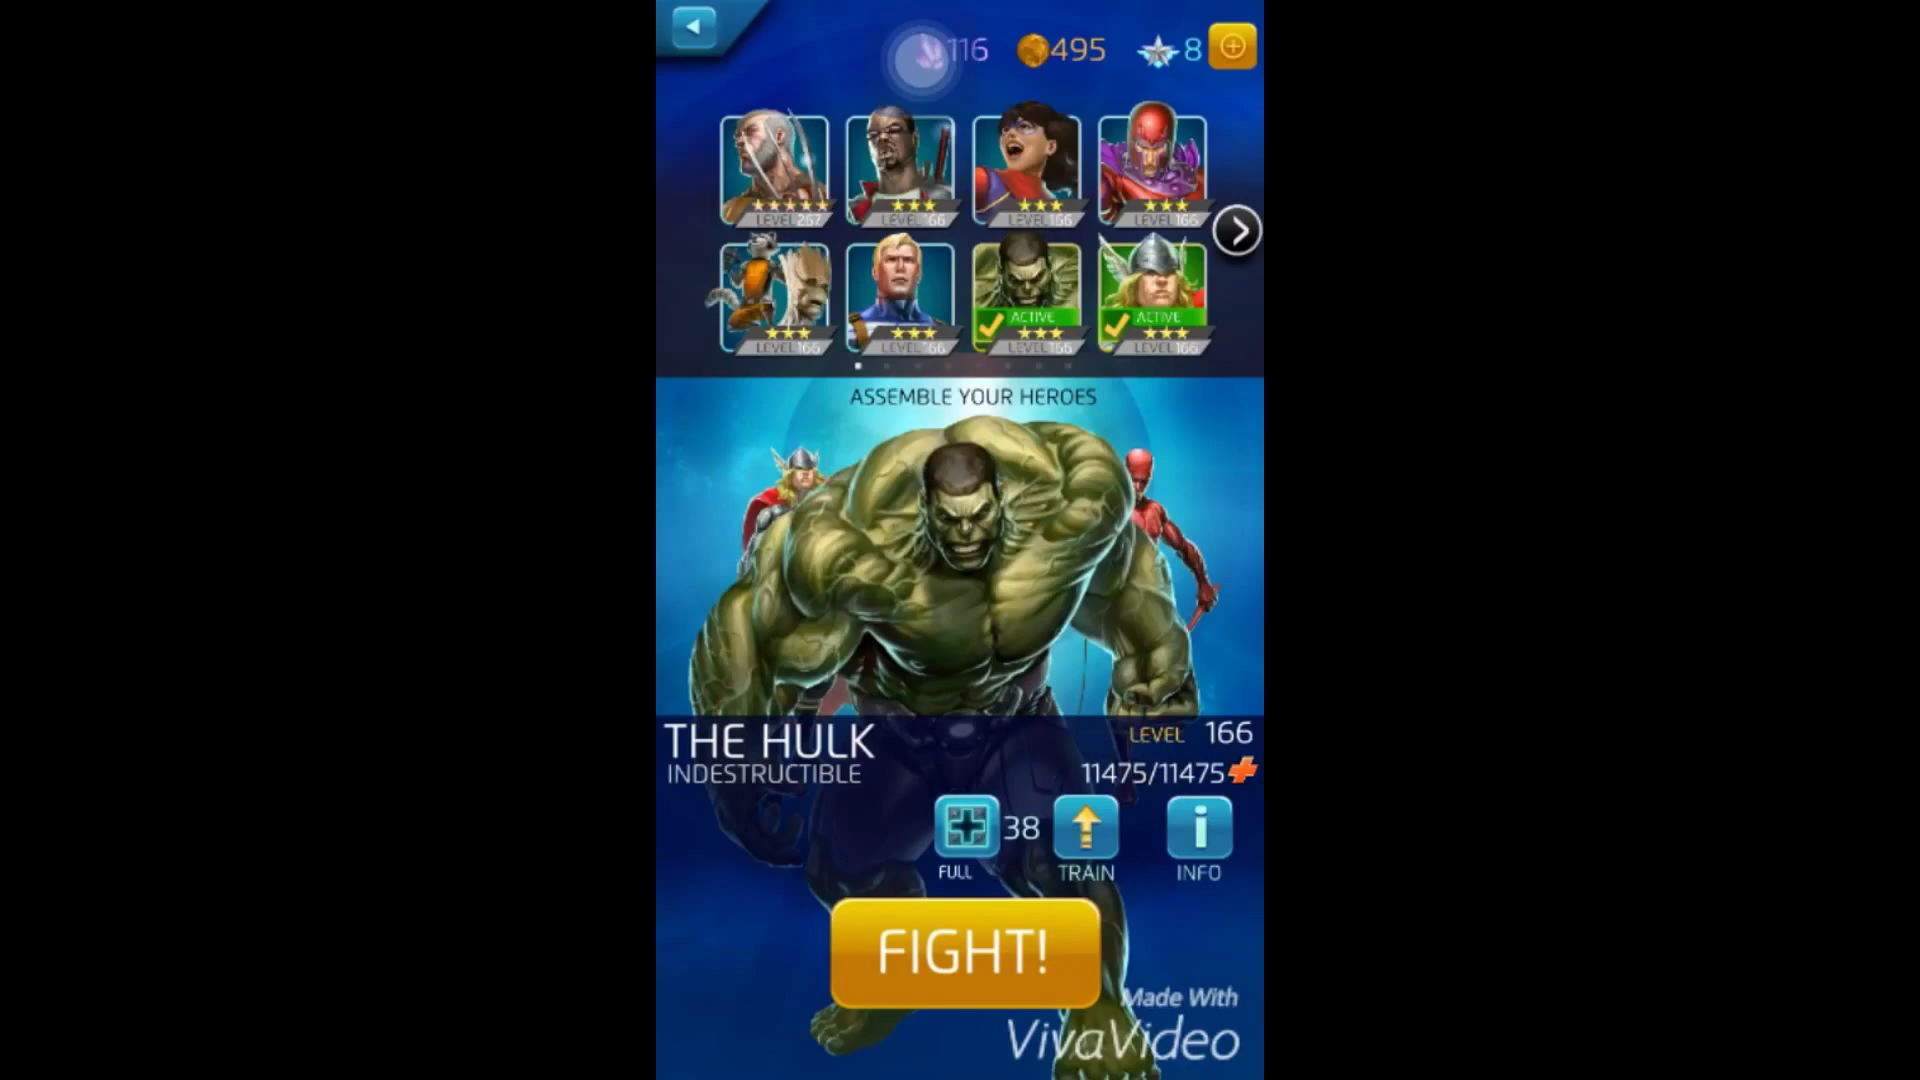 116 495 8
LEVEL 267 LEVEL 166 LEVEL 166 LEVEL 166
ACTIVE ACTIVE
LEVEL 166 LEVEL 166 LEVEL 166 LEVEL 166
ASSEMBLE YOUR HEROES
THE HULK LEVEL 166
INDESTRUCTIBLE 11475/11475
38
FULL TRAIN INFO
FIGHT!
Made With
VivaVideo